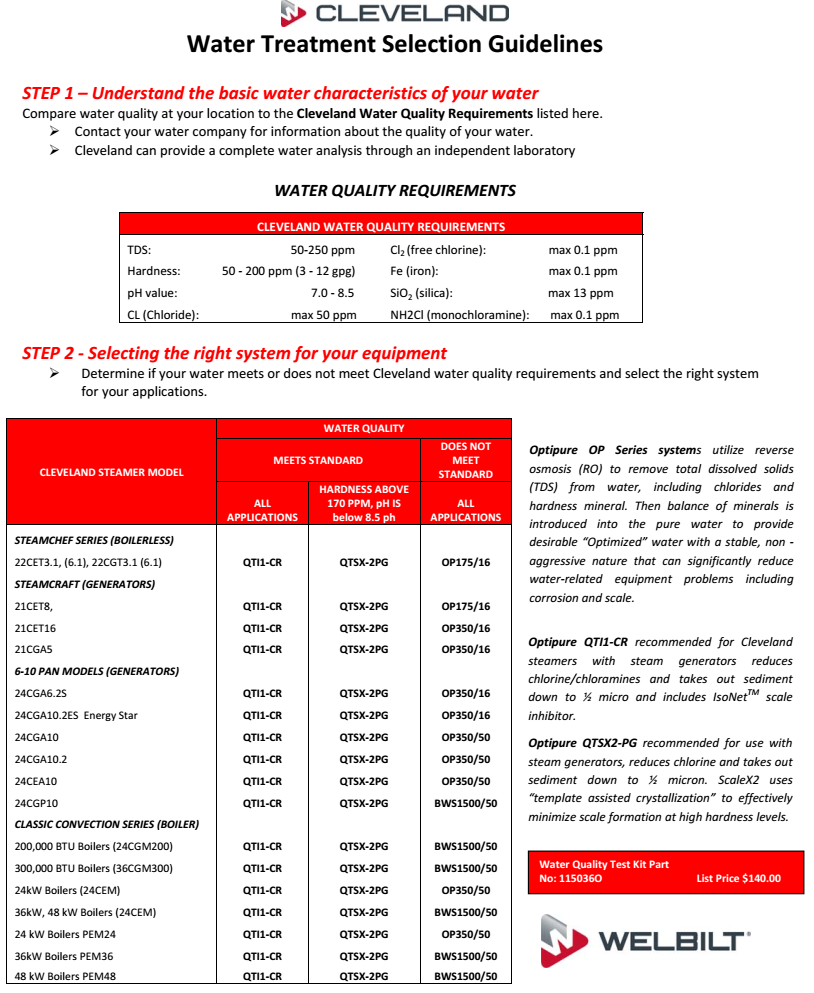 CLEVELAND
Water Treatment Selection Guidelines
STEP 1 – Understand the basic water characteristics of your water
Compare water quality at your location to the Cleveland Water Quality Requirements listed here.
➢ Contact your water company for information about the quality of your water.
➢ Cleveland can provide a complete water analysis through an independent laboratory
WATER QUALITY REQUIREMENTS
CLEVELAND WATER QUALITY REQUIREMENTS
TDS: 50-250 ppm Cl₂ (free chlorine): max 0.1 ppm
Hardness: 50 - 200 ppm (3 - 12 gpg) Fe (iron): max 0.1 ppm
pH value: 7.0 - 8.5 SiO₂ (silica): max 13 ppm
CL (Chloride): max 50 ppm NH2Cl (monochloramine): max 0.1 ppm
STEP 2 - Selecting the right system for your equipment
➢ Determine if your water meets or does not meet Cleveland water quality requirements and select the right system
for your applications.
CLEVELAND STEAMER MODEL
WATER QUALITY
MEETS STANDARD
DOES NOT
MEET
STANDARD
ALL
APPLICATIONS
HARDNESS ABOVE
170 PPM, pH IS
below 8.5 ph
ALL
APPLICATIONS
STEAMCHEF SERIES (BOILERLESS)
22CET3.1, (6.1), 22CGT3.1 (6.1) QTI1-CR QTSX-2PG OP175/16
STEAMCRAFT (GENERATORS)
21CET8, QTI1-CR QTSX-2PG OP175/16
21CET16 QTI1-CR QTSX-2PG OP350/16
21CGA5 QTI1-CR QTSX-2PG OP350/16
6-10 PAN MODELS (GENERATORS)
24CGA6.2S QTI1-CR QTSX-2PG OP350/16
24CGA10.2ES Energy Star QTI1-CR QTSX-2PG OP350/16
24CGA10 QTI1-CR QTSX-2PG OP350/50
24CGA10.2 QTI1-CR QTSX-2PG OP350/50
24CEA10 QTI1-CR QTSX-2PG OP350/50
24CGP10 QTI1-CR QTSX-2PG BWS1500/50
CLASSIC CONVECTION SERIES (BOILER)
200,000 BTU Boilers (24CGM200) QTI1-CR QTSX-2PG BWS1500/50
300,000 BTU Boilers (36CGM300) QTI1-CR QTSX-2PG BWS1500/50
24kW Boilers (24CEM) QTI1-CR QTSX-2PG OP350/50
36kW, 48 kW Boilers (24CEM) QTI1-CR QTSX-2PG BWS1500/50
24 kW Boilers PEM24 QTI1-CR QTSX-2PG OP350/50
36kW Boilers PEM36 QTI1-CR QTSX-2PG BWS1500/50
48 kW Boilers PEM48 QTI1-CR QTSX-2PG BWS1500/50
Optipure OP Series systems utilize reverse
osmosis (RO) to remove total dissolved solids
(TDS) from water, including chlorides and
hardness mineral. Then balance of minerals is
introduced into the pure water to provide
desirable “Optimized” water with a stable, non -
aggressive nature that can significantly reduce
water-related equipment problems including
corrosion and scale.
Optipure QTI1-CR recommended for Cleveland
steamers with steam generators reduces
chlorine/chloramines and takes out sediment
down to ½ micro and includes IsoNet™ scale
inhibitor.
Optipure QTSX2-PG recommended for use with
steam generators, reduces chlorine and takes out
sediment down to ½ micron. ScaleX2 uses
“template assisted crystallization” to effectively
minimize scale formation at high hardness levels.
Water Quality Test Kit Part
No: 115036O List Price $140.00
WELBILT